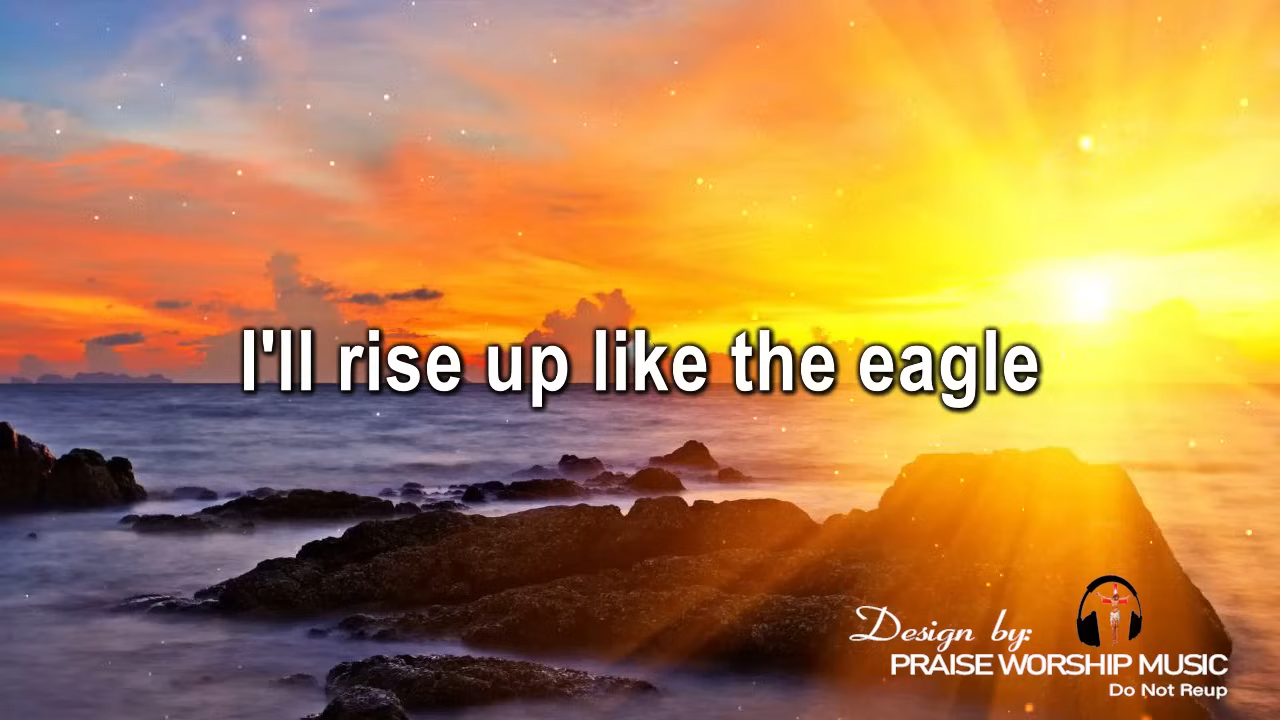 I'll rise up like the eagle
Design by:
PRAISE WORSHIP MUSIC
Do Not Reup